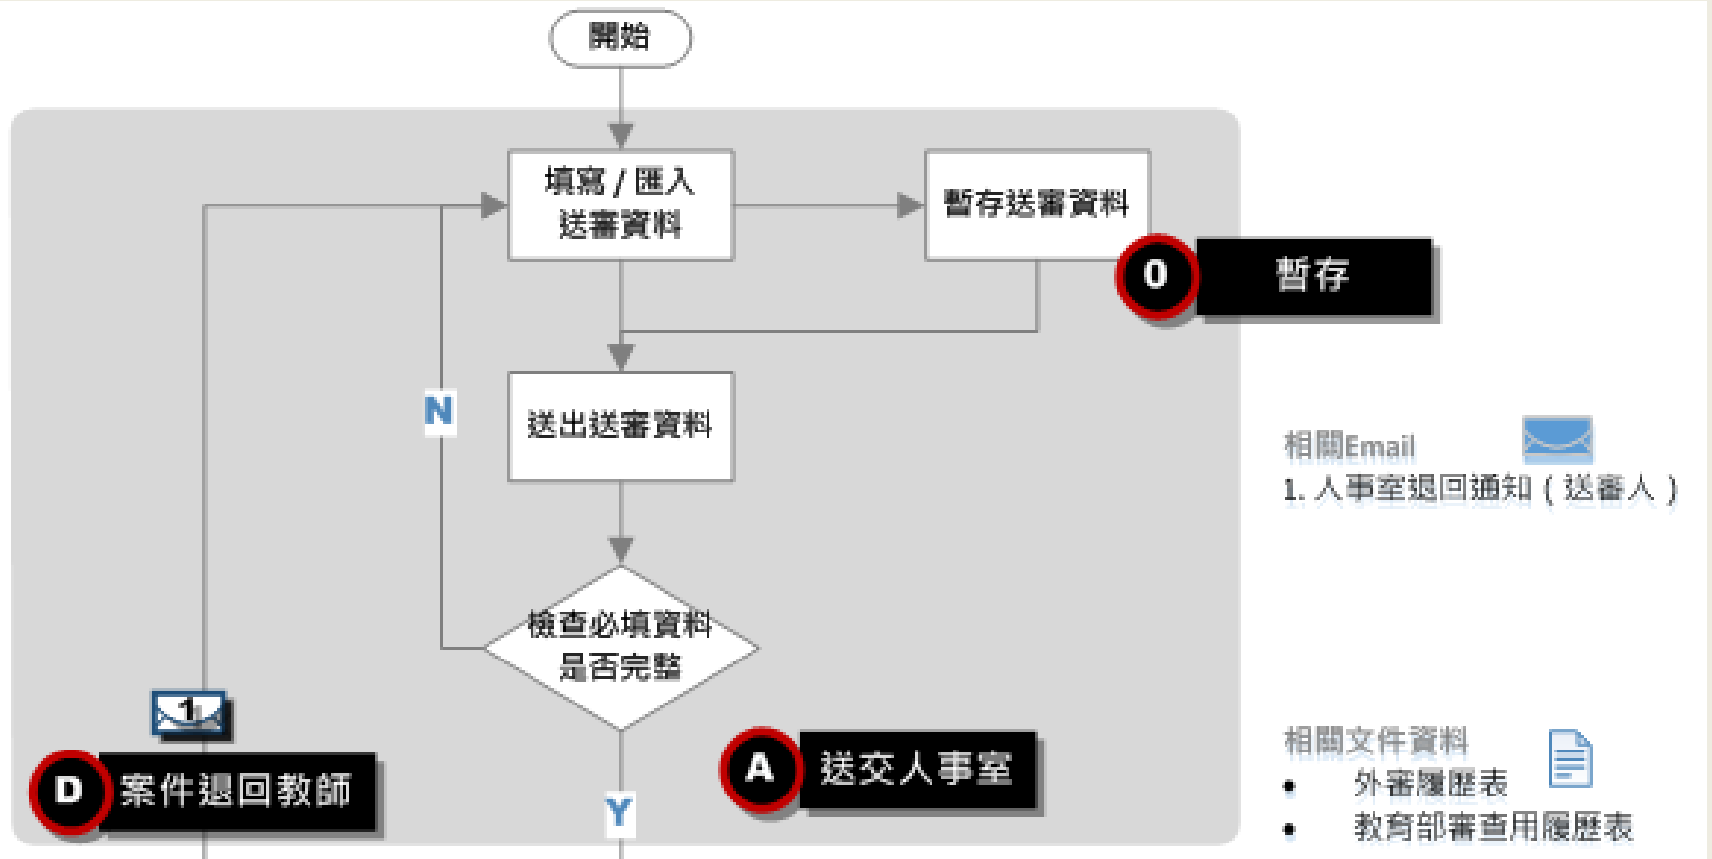 開始
填寫 / 匯入
送審資料
暫存送審資料
0
暫存
N
送出送審資料
相關Email
1. 人事室退回通知 ( 送審人 )
檢查必填資料
是否完整
1
D
案件退回教師
A
送交人事室
Y
相關文件資料
• 外審履歷表
• 教育部審查用履歷表